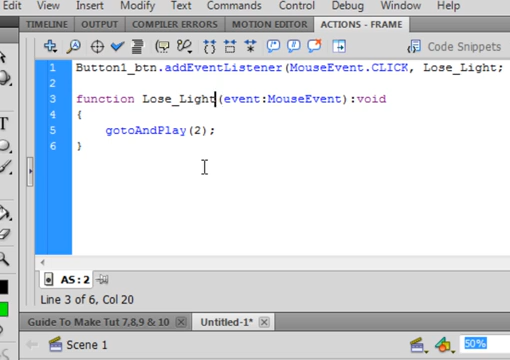 Edit Insert Modify Text Commands Control Debug Window Help
TIMELINE OUTPUT COMPILER ERRORS MOTION EDITOR ACTIONS - FRAME
Code Snippets
1 Button1_btn.addEventListener(MouseEvent.CLICK, Lose_Light;
2
3 function Lose_Light(event:MouseEvent):void
4 {
5 gotoAndPlay(2);
6 }
AS: 2
Line 3 of 6, Col 20
Guide To Make Tut 7,8,9 & 10 Untitled-1*
Scene 1 50%